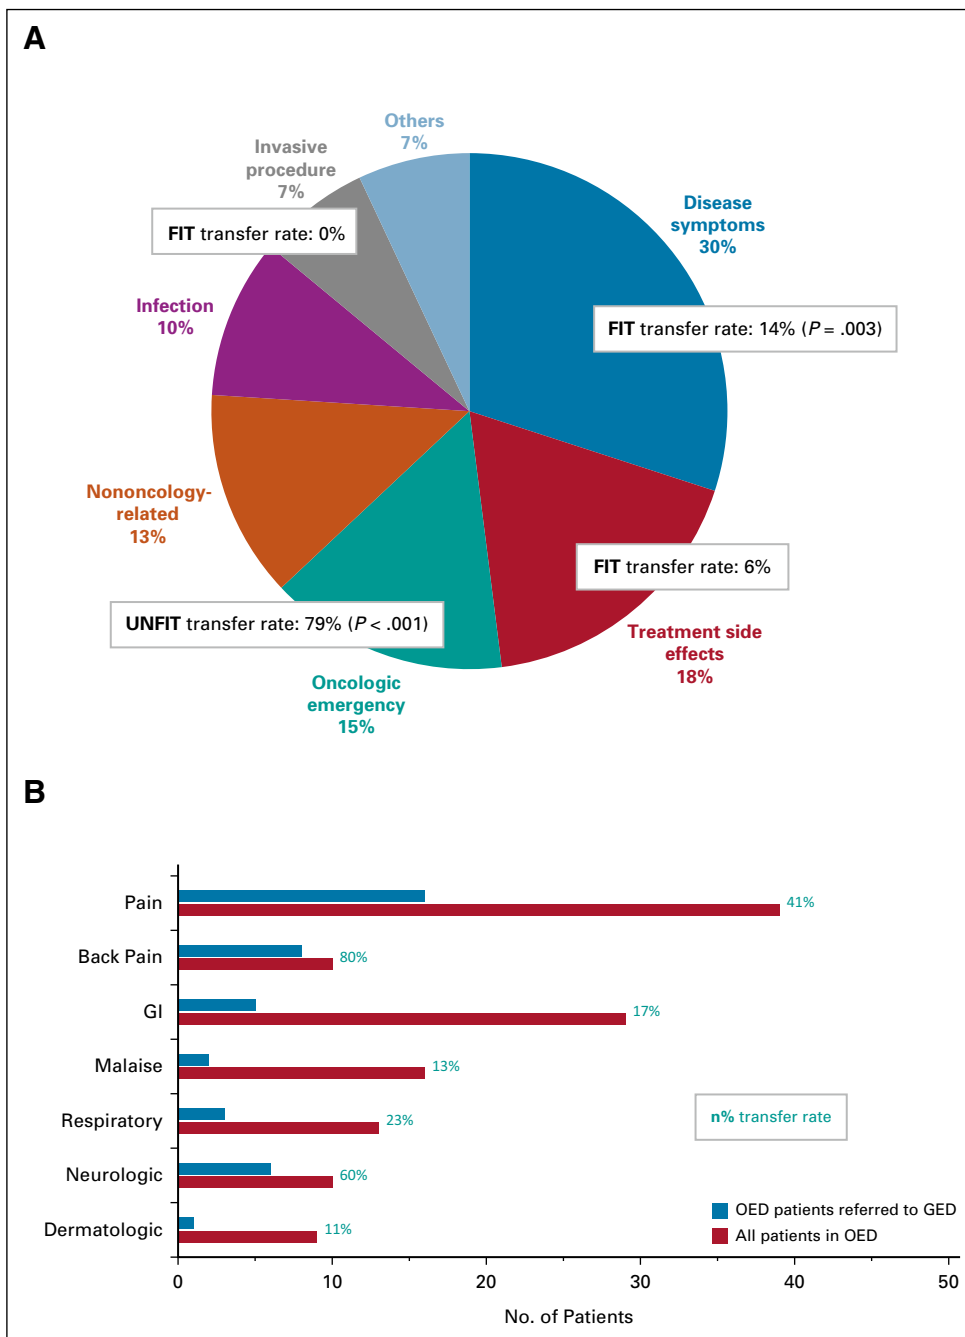 A
Others
7%
Invasive
procedure
7%
Disease
symptoms
30%
FIT transfer rate: 0%
Infection
10%
FIT transfer rate: 14% (P = .003)
Nononcology-
related
13%
FIT transfer rate: 6%
UNFIT transfer rate: 79% (P < .001)
Treatment side
effects
18%
Oncologic
emergency
15%
B
Pain
41%
Back Pain
80%
GI
17%
Malaise
13%
Respiratory
23%
n% transfer rate
Neurologic
60%
Dermatologic
11%
OED patients referred to GED
All patients in OED
0 10 20 30 40 50
No. of Patients